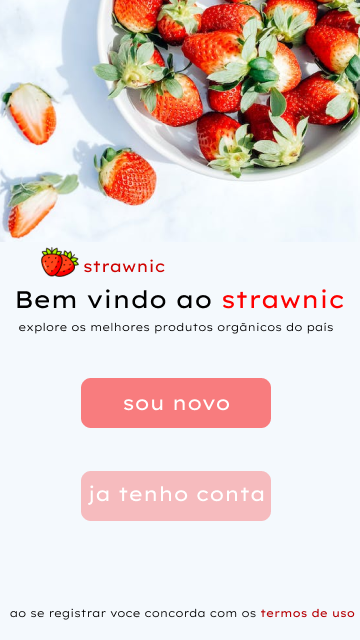 strawnic
Bem vindo ao strawnic
explore os melhores produtos orgânicos do pais
sou novo
ja tenho conta
ao se registrar voce concorda com os termos de uso